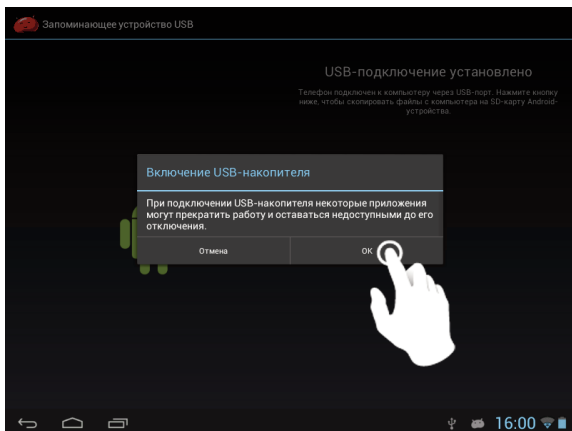 Запоминающее устройство USB
USB-подключение установлено
Телефон подключен к компьютеру через USB-порт. Нажмите кнопку
ниже, чтобы скопировать файлы с компьютера на SD-карту Android-
устройства.
Включение USB-накопителя
При подключении USB-накопителя некоторые приложения
могут прекратить работу и оставаться недоступными до его
отключения.
Отмена
ОК
16:00